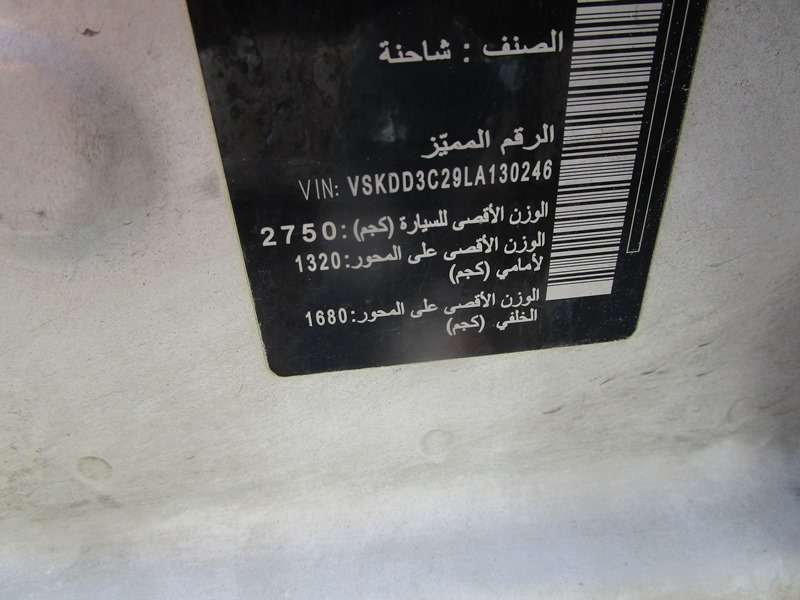 الصنف : شاحنة
الرقم المميّز
VIN: VSKDD3C29LA130246
الوزن الأقصى للسيارة (كجم): 2750
الوزن الأقصى على المحور: 1320
لأمامي (كجم)
الوزن الأقصى على المحور: 1680
الخلفي (كجم)